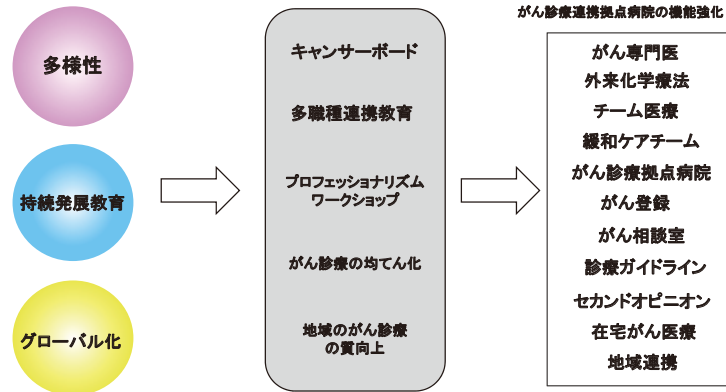 多様性
持続発展教育
グローバル化
キャンサーボード
多職種連携教育
プロフェッショナリズム
ワークショップ
がん診療の均てん化
地域のがん診療
の質向上
がん診療連携拠点病院の機能強化
がん専門医
外来化学療法
チーム医療
緩和ケアチーム
がん診療拠点病院
がん登録
がん相談室
診療ガイドライン
セカンドオピニオン
在宅がん医療
地域連携